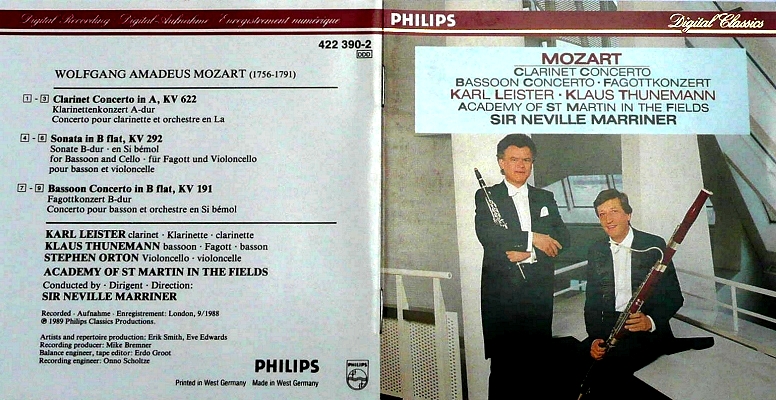 Digital Recording Digital-Aufnahme Enregistrement numérique
422 390-2
DDD
WOLFGANG AMADEUS MOZART (1756-1791)
1 - 3 Clarinet Concerto in A, KV 622
Klarinettenkonzert A-dur
Concerto pour clarinette et orchestre en La
4 - 6 Sonata in B flat, KV 292
Sonate B-dur · en Si bémol
for Bassoon and Cello · für Fagott und Violoncello
pour basson et violoncelle
7 - 9 Bassoon Concerto in B flat, KV 191
Fagottkonzert B-dur
Concerto pour basson et orchestre en Si bémol
KARL LEISTER clarinet · Klarinette · clarinette
KLAUS THUNEMANN bassoon · Fagott · basson
STEPHEN ORTON Violoncello · violoncelle
ACADEMY OF ST MARTIN IN THE FIELDS
Conducted by · Dirigent · Direction:
SIR NEVILLE MARRINER
Recorded · Aufnahme · Enregistrement: London, 9/1988
℗ 1989 Philips Classics Productions.
Artists and repertoire production: Erik Smith, Eve Edwards
Recording producer: Mike Bremner
Balance engineer, tape editor: Erdo Groot
Recording engineer: Onno Scholtze
PHILIPS
PHILIPS
Printed in West Germany Made in West Germany
PHILIPS
Digital Classics
MOZART
CLARINET CONCERTO
BASSOON CONCERTO · FAGOTTKONZERT
KARL LEISTER · KLAUS THUNEMANN
ACADEMY OF ST MARTIN IN THE FIELDS
SIR NEVILLE MARRINER